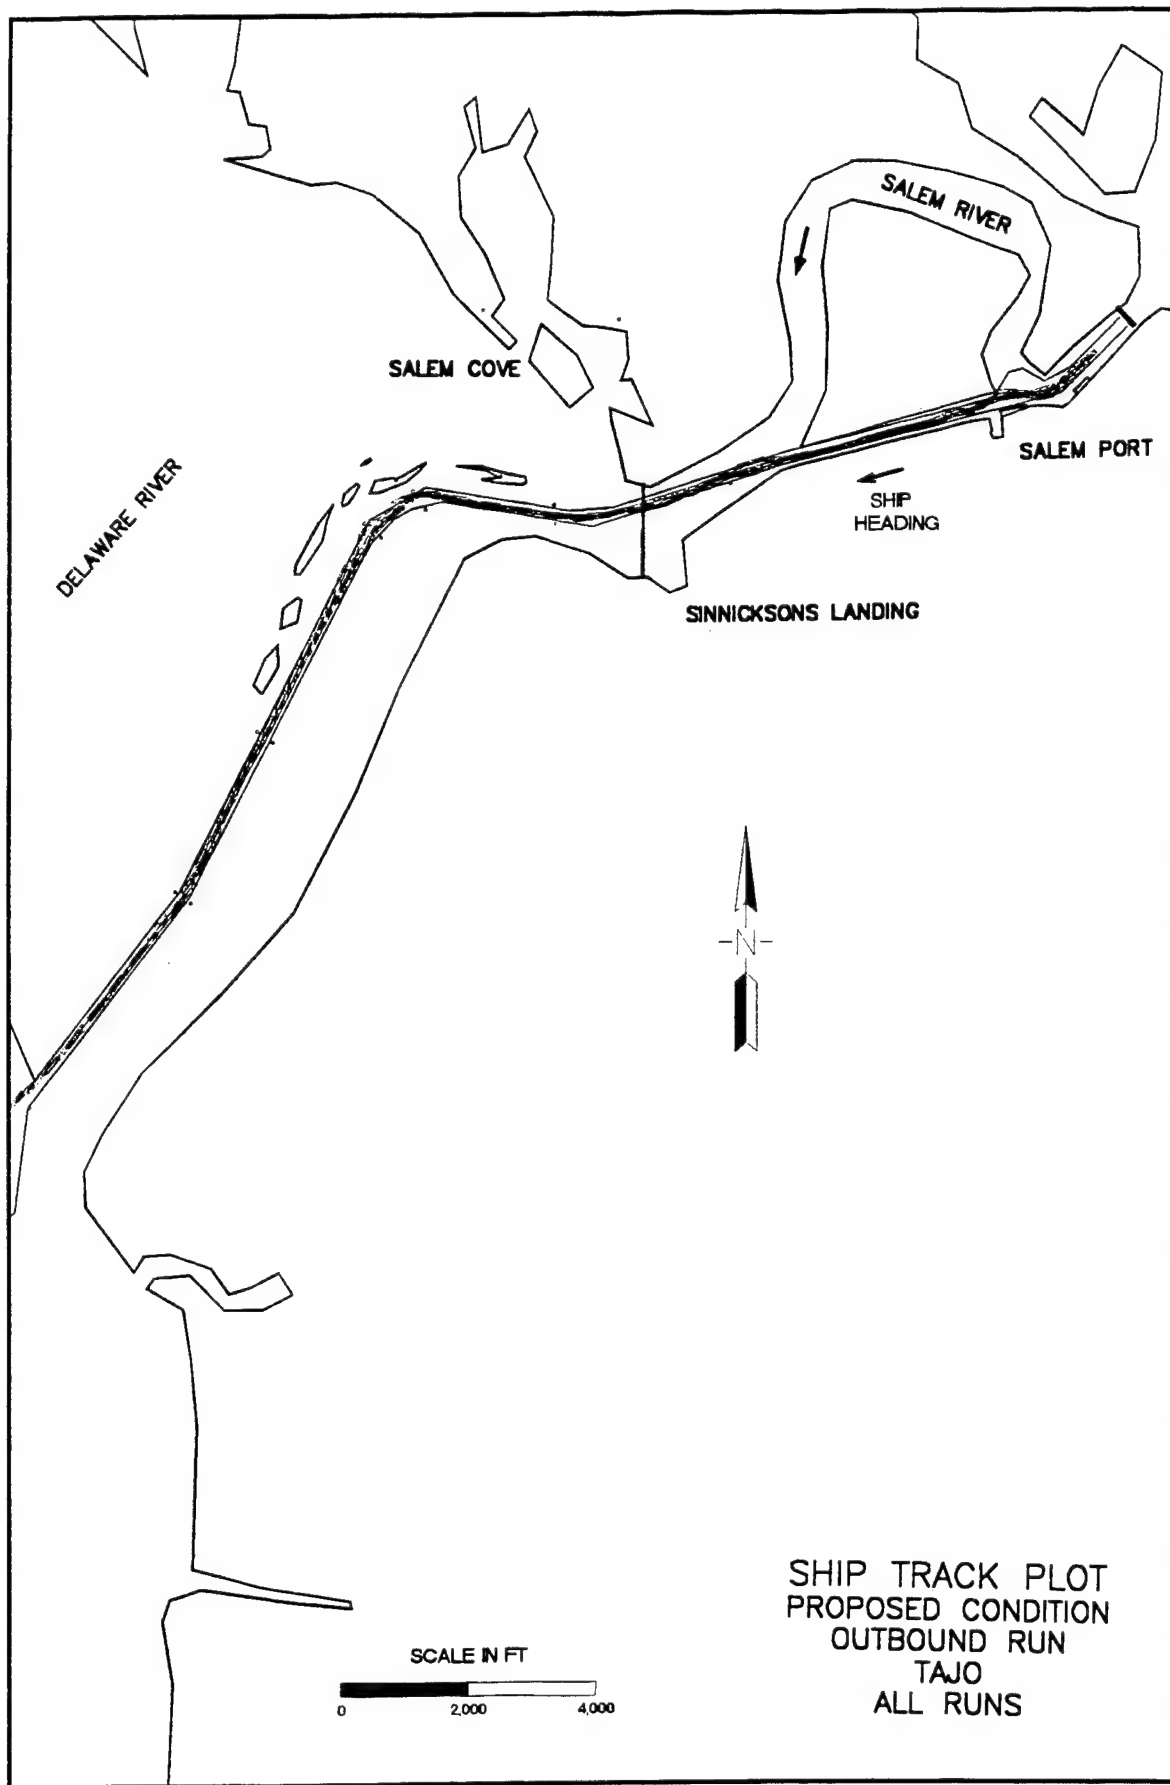 SALEM RIVER
SALEM COVE
SALEM PORT
DELAWARE RIVER
SHIP
HEADING
SINNICKSONS LANDING
N
SHIP TRACK PLOT
PROPOSED CONDITION
OUTBOUND RUN
TAJO
ALL RUNS
SCALE IN FT
0 2,000 4,000